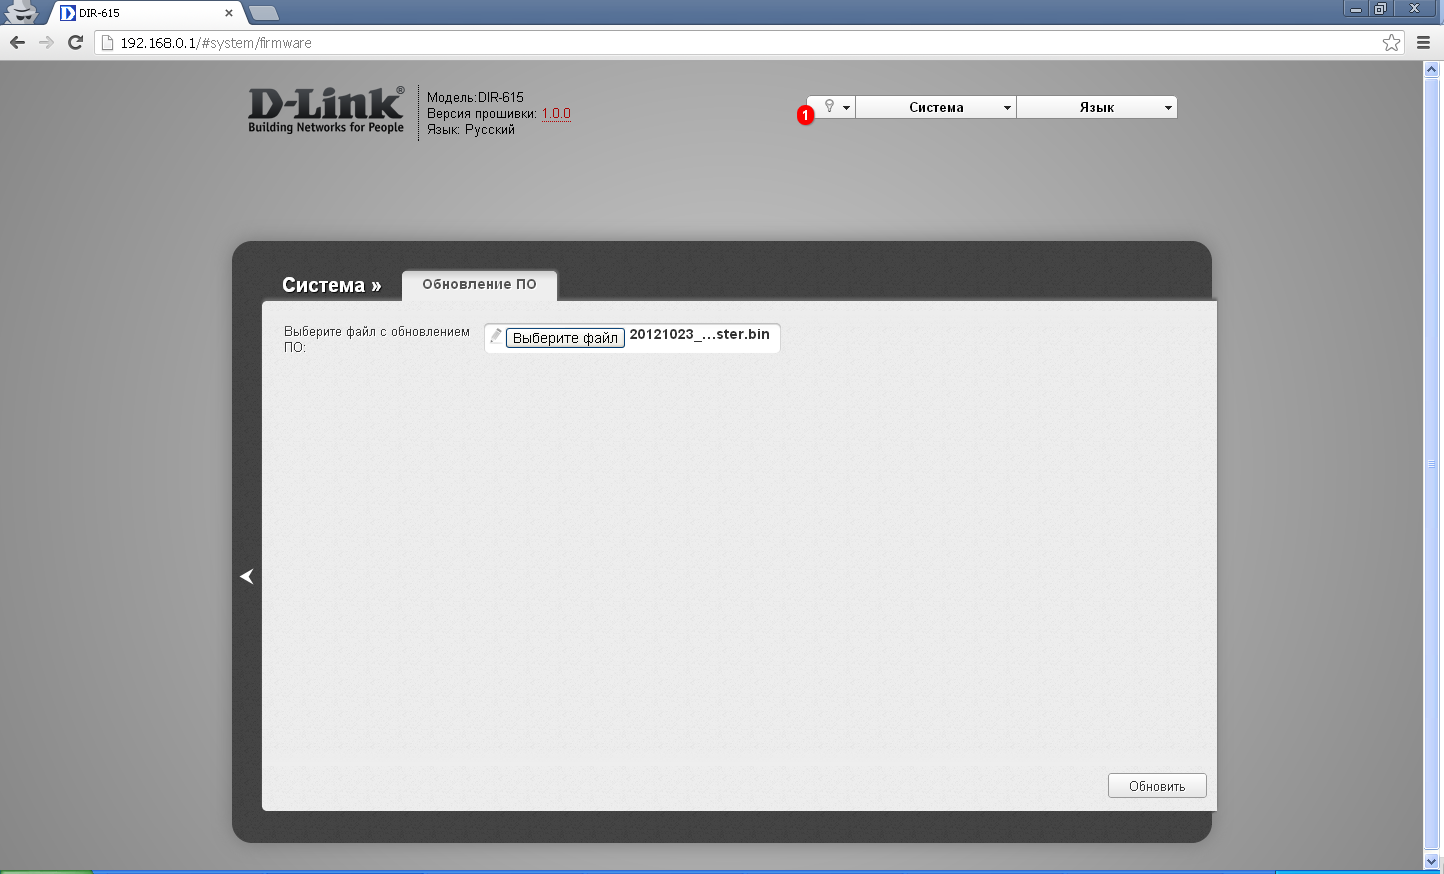 DIR-615
192.168.0.1/#system/firmware
D-Link®
Building Networks for People
Модель:DIR-615
Версия прошивки: 1.0.0
Язык: Русский
1
Система
Язык
Система »
Обновление ПО
Выберите файл с обновлением
ПО:
Выберите файл
20121023_...ster.bin
Обновить